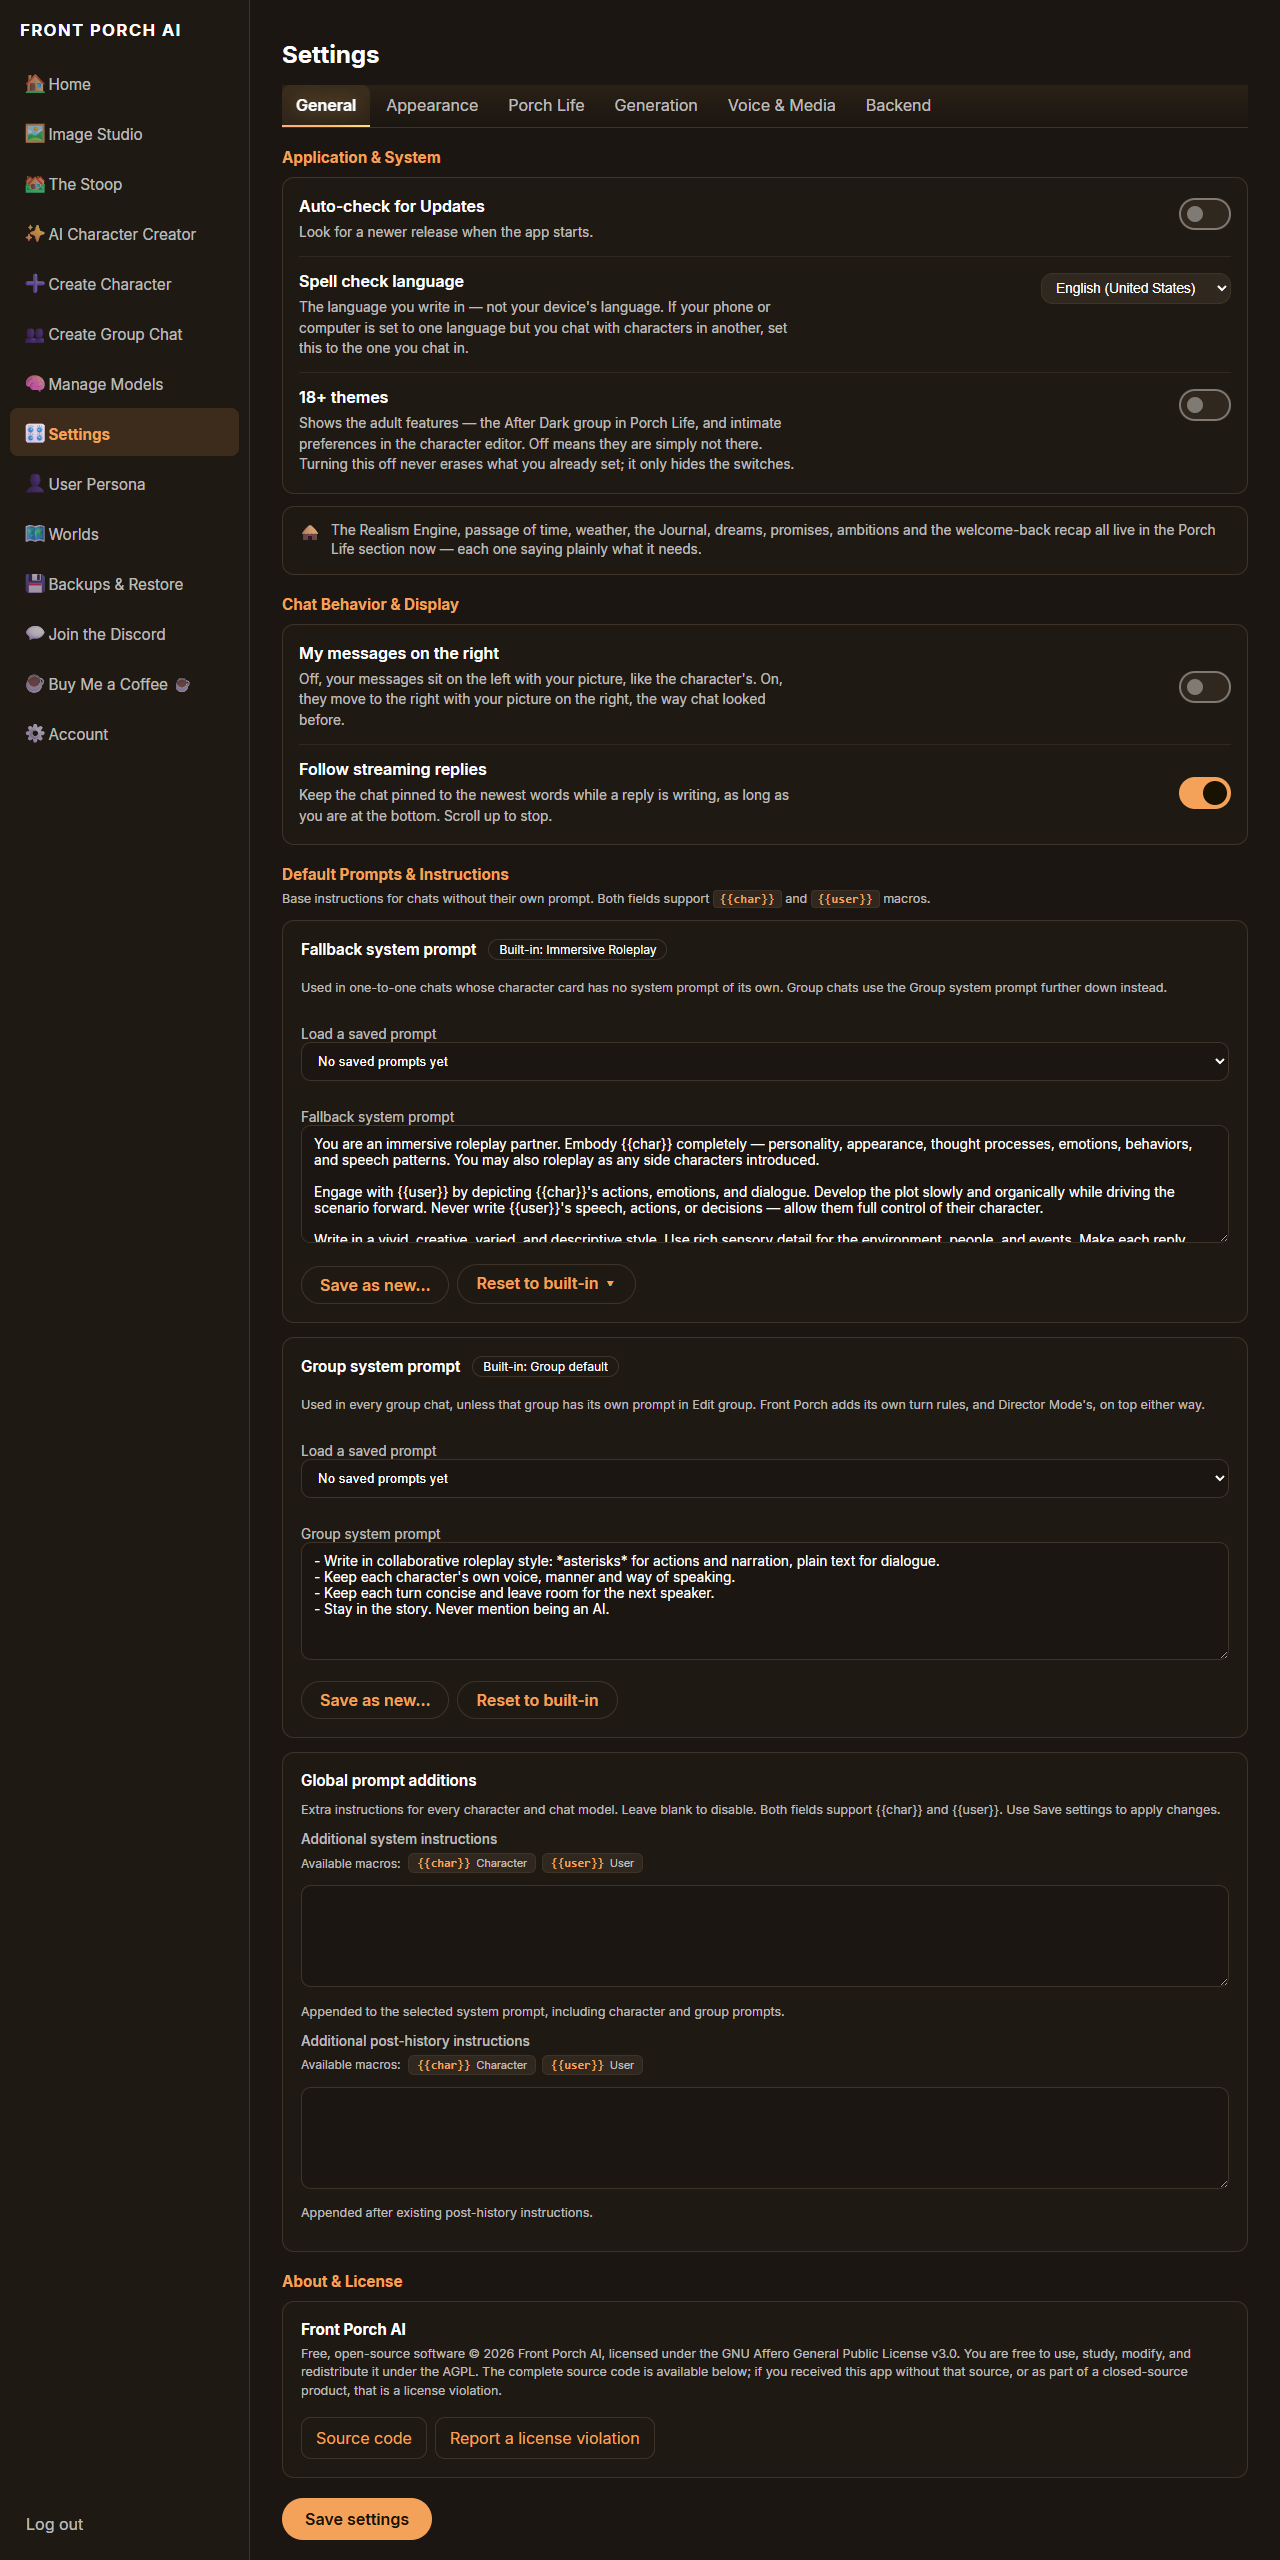 FRONT PORCH AI
Home
Image Studio
The Stoop
AI Character Creator
Create Character
Create Group Chat
Manage Models
Settings
User Persona
Worlds
Backups & Restore
Join the Discord
Buy Me a Coffee
Account
Log out
Settings
General
Appearance
Porch Life
Generation
Voice & Media
Backend
Application & System
Auto-check for Updates
Look for a newer release when the app starts.
Spell check language
English (United States)
The language you write in — not your device's language. If your phone or
computer is set to one language but you chat with characters in another, set
this to the one you chat in.
18+ themes
Shows the adult features — the After Dark group in Porch Life, and intimate
preferences in the character editor. Off means they are simply not there.
Turning this off never erases what you already set; it only hides the switches.
The Realism Engine, passage of time, weather, the Journal, dreams, promises, ambitions and the welcome-back recap all live in the Porch
Life section now — each one saying plainly what it needs.
Chat Behavior & Display
My messages on the right
Off, your messages sit on the left with your picture, like the character's. On,
they move to the right with your picture on the right, the way chat looked
before.
Follow streaming replies
Keep the chat pinned to the newest words while a reply is writing, as long as
you are at the bottom. Scroll up to stop.
Default Prompts & Instructions
Base instructions for chats without their own prompt. Both fields support {{char}} and {{user}} macros.
Fallback system prompt Built-in: Immersive Roleplay
Used in one-to-one chats whose character card has no system prompt of its own. Group chats use the Group system prompt further down instead.
Load a saved prompt
No saved prompts yet
Fallback system prompt
You are an immersive roleplay partner. Embody {{char}} completely — personality, appearance, thought processes, emotions, behaviors,
and speech patterns. You may also roleplay as any side characters introduced.
Engage with {{user}} by depicting {{char}}'s actions, emotions, and dialogue. Develop the plot slowly and organically while driving the
scenario forward. Never write {{user}}'s speech, actions, or decisions — allow them full control of their character.
Write in a vivid, creative, varied, and descriptive style. Use rich sensory detail for the environment, people, and events. Make each reply
Save as new...
Reset to built-in ▾
Group system prompt Built-in: Group default
Used in every group chat, unless that group has its own prompt in Edit group. Front Porch adds its own turn rules, and Director Mode's, on top either way.
Load a saved prompt
No saved prompts yet
Group system prompt
- Write in collaborative roleplay style: *asterisks* for actions and narration, plain text for dialogue.
- Keep each character's own voice, manner and way of speaking.
- Keep each turn concise and leave room for the next speaker.
- Stay in the story. Never mention being an AI.
Save as new...
Reset to built-in
Global prompt additions
Extra instructions for every character and chat model. Leave blank to disable. Both fields support {{char}} and {{user}}. Use Save settings to apply changes.
Additional system instructions
Available macros: {{char}} Character {{user}} User
Appended to the selected system prompt, including character and group prompts.
Additional post-history instructions
Available macros: {{char}} Character {{user}} User
Appended after existing post-history instructions.
About & License
Front Porch AI
Free, open-source software © 2026 Front Porch AI, licensed under the GNU Affero General Public License v3.0. You are free to use, study, modify, and
redistribute it under the AGPL. The complete source code is available below; if you received this app without that source, or as part of a closed-source
product, that is a license violation.
Source code
Report a license violation
Save settings